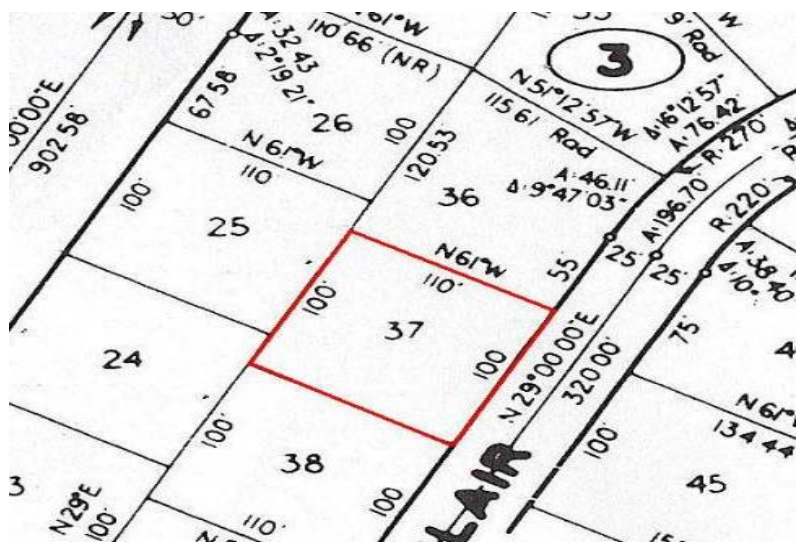 A:32.43
Δ:2°19'21"
67.58
00'00"E
902.58
N61°W
110.66 (NR)
26
N61°W
110'
100
120.53
25
100'
24
100'
N29°E
100'
3
N51°12'57"W
115.61 Rad
9' Rad
W
Δ:16°12'57"
A:76.42'
R:270'
A:196.70'
R:220'
A:46.11'
Δ:9°47'03"
36
55
25'
25'
A:38.40
Δ:10°
N61°W
110'
37
100'
100
N29°00'00"E
320.00'
75'
38
100
110'
LAIR
100'
45
N61°W
134.44
3